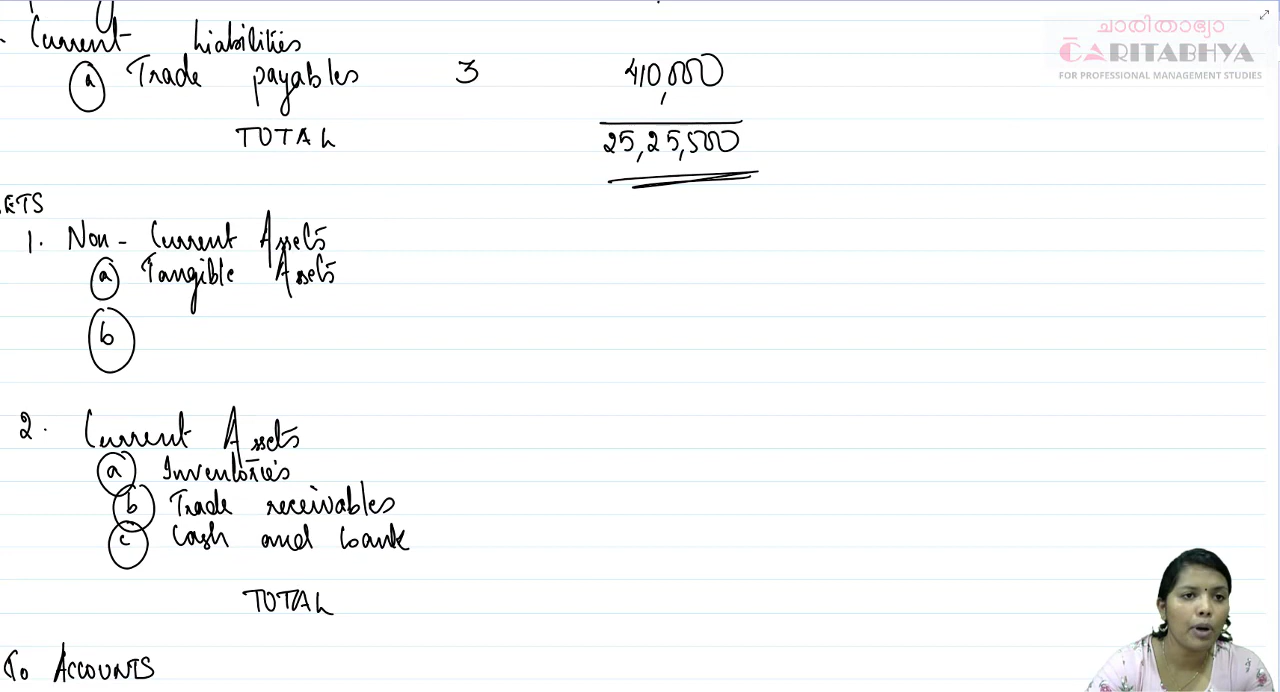 ചാരിതാഭ്യാ
CARITABHYA
FOR PROFESSIONAL MANAGEMENT STUDIES
Current Liabilities
(a) Trade payables 3 410,000
TOTAL 25,25,500
ETS
1. Non-Current Assets
(a) Tangible Assets
(b)
2. Current Assets
(a) Inventories
(b) Trade receivables
(c) Cash and bank
TOTAL
To ACCOUNTS